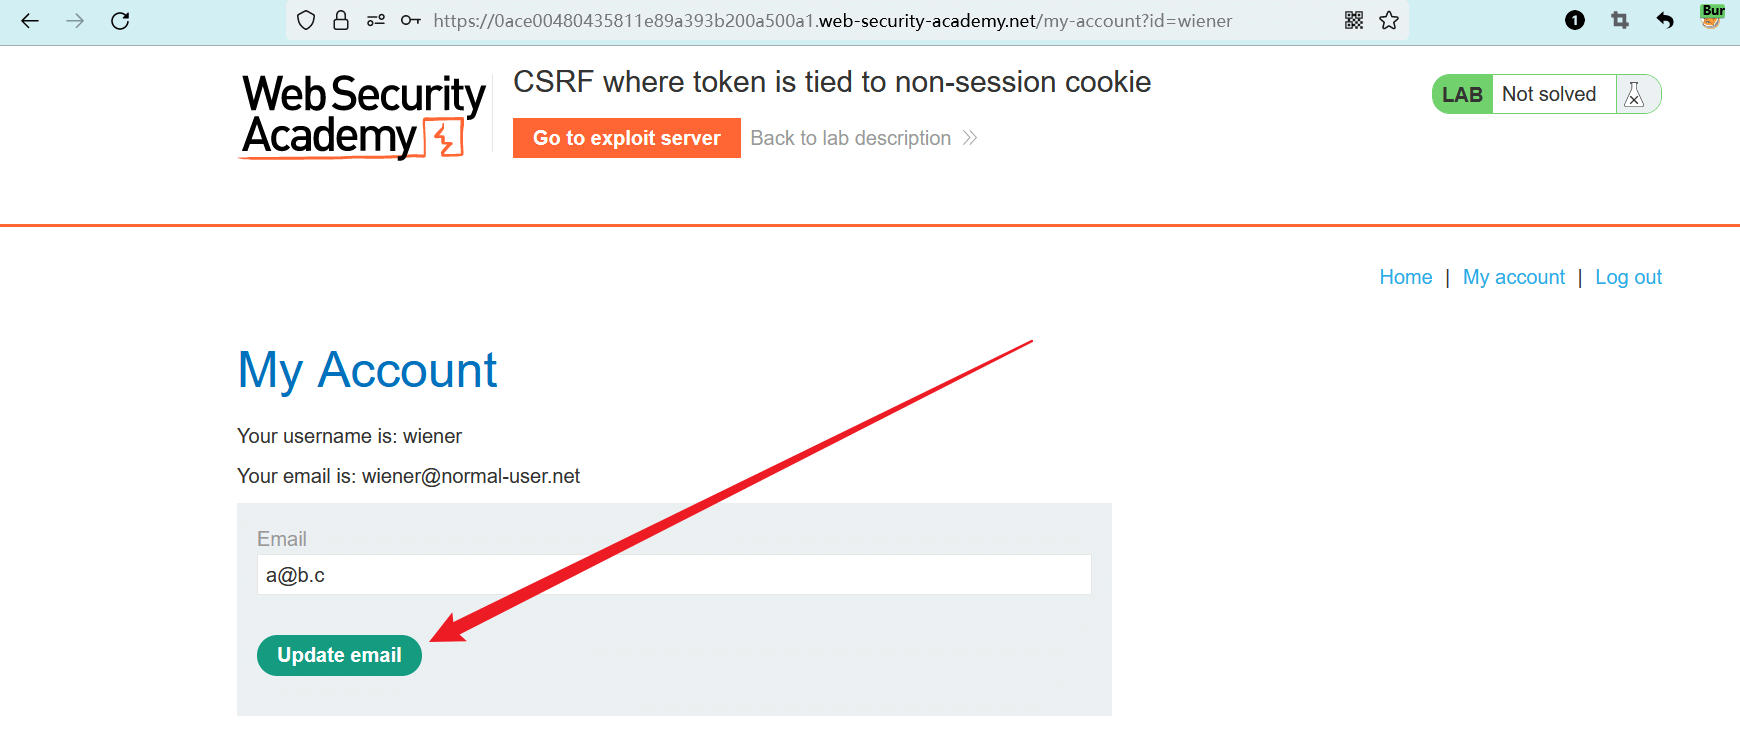 https://0ace00480435811e89a393b200a500a1.web-security-academy.net/my-account?id=wiener
1
Bur
Web Security
Academy
CSRF where token is tied to non-session cookie
Go to exploit server
Back to lab description
LAB Not solved
Home | My account | Log out
My Account
Your username is: wiener
Your email is: wiener@normal-user.net
Email
a@b.c
Update email